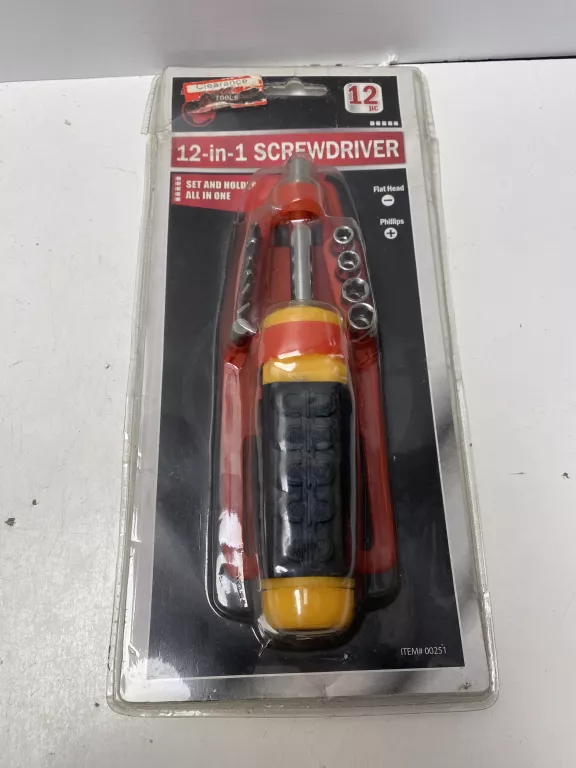 Clearance
TOOLS
12
pc
12-in-1 SCREWDRIVER
SET AND HOLDER
ALL IN ONE
Flat Head
Phillips
ITEM# 00251